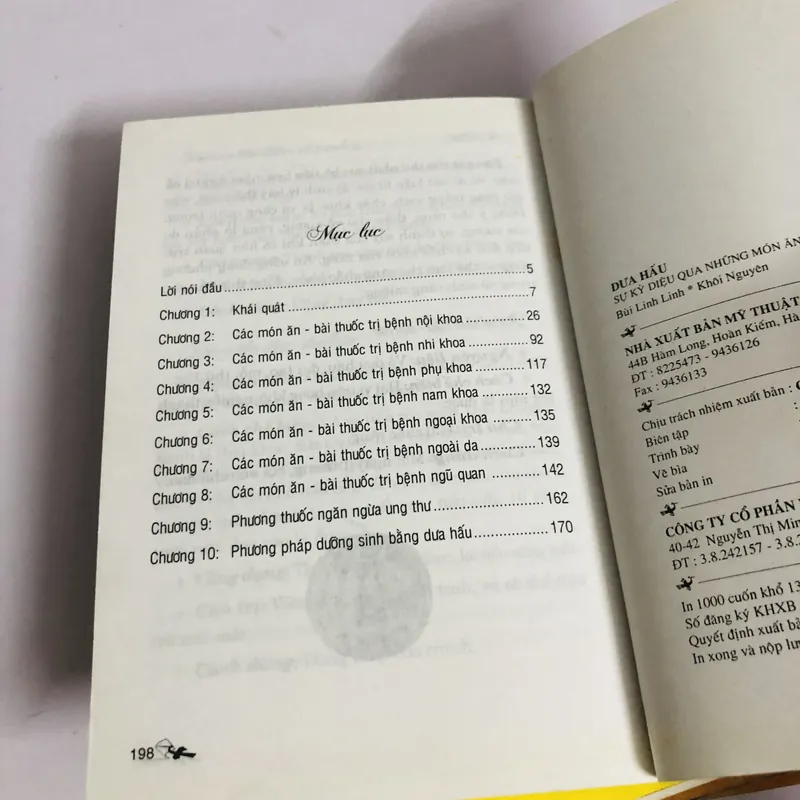 Mục lục
Lời nói đầu........5
Chương 1: Khái quát........7
Chương 2: Các món ăn - bài thuốc trị bệnh nội khoa........26
Chương 3: Các món ăn - bài thuốc trị bệnh nhi khoa........92
Chương 4: Các món ăn - bài thuốc trị bệnh phụ khoa........117
Chương 5: Các món ăn - bài thuốc trị bệnh nam khoa........132
Chương 6: Các món ăn - bài thuốc trị bệnh ngoại khoa........135
Chương 7: Các món ăn - bài thuốc trị bệnh ngoài da........139
Chương 8: Các món ăn - bài thuốc trị bệnh ngũ quan........142
Chương 9: Phương thuốc ngăn ngừa ung thư........162
Chương 10: Phương pháp dưỡng sinh bằng dưa hấu........170
198
DƯA HẤU
SỰ KỲ DIỆU QUA NHỮNG MÓN ĂN
Bùi Linh Linh * Khôi Nguyên
NHÀ XUẤT BẢN MỸ THUẬT
44B Hàm Long, Hoàn Kiếm, Hà
ĐT : 8225473 - 9436126
Fax : 9436133
Chịu trách nhiệm xuất bản :
Biên tập
Trình bày
Vẽ bìa
Sửa bản in
CÔNG TY CỔ PHẦN
40-42 Nguyễn Thị Min
ĐT : 3.8.242157 - 3.8.
In 1000 cuốn khổ 13
Số đăng ký KHXB
Quyết định xuất bả
In xong và nộp lư